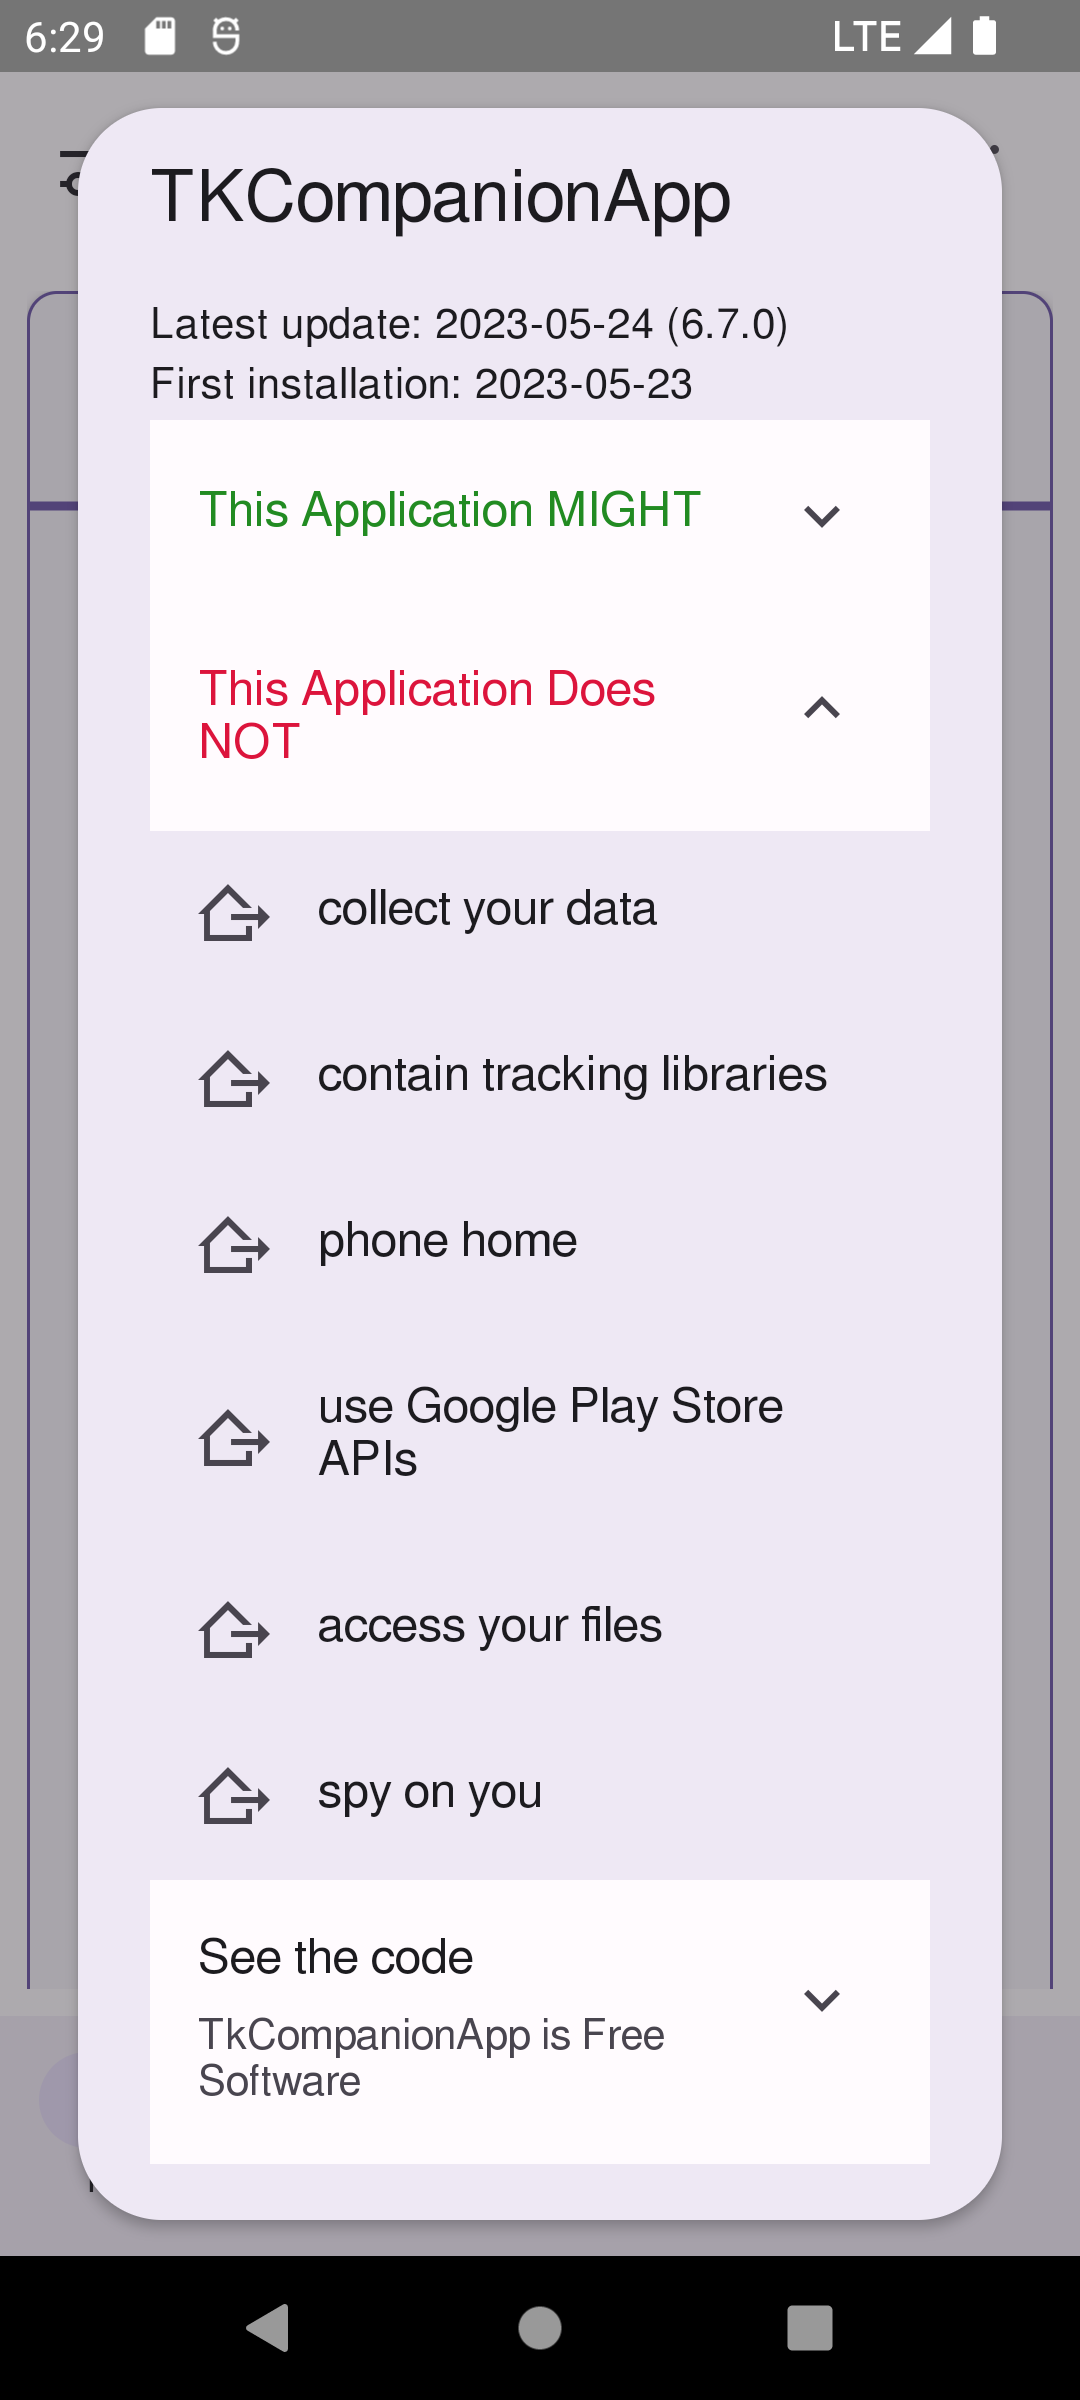 6:29
LTE
TKCompanionApp
Latest update: 2023-05-24 (6.7.0)
First installation: 2023-05-23
This Application MIGHT
This Application Does
NOT
collect your data
contain tracking libraries
phone home
use Google Play Store
APIs
access your files
spy on you
See the code
TkCompanionApp is Free
Software